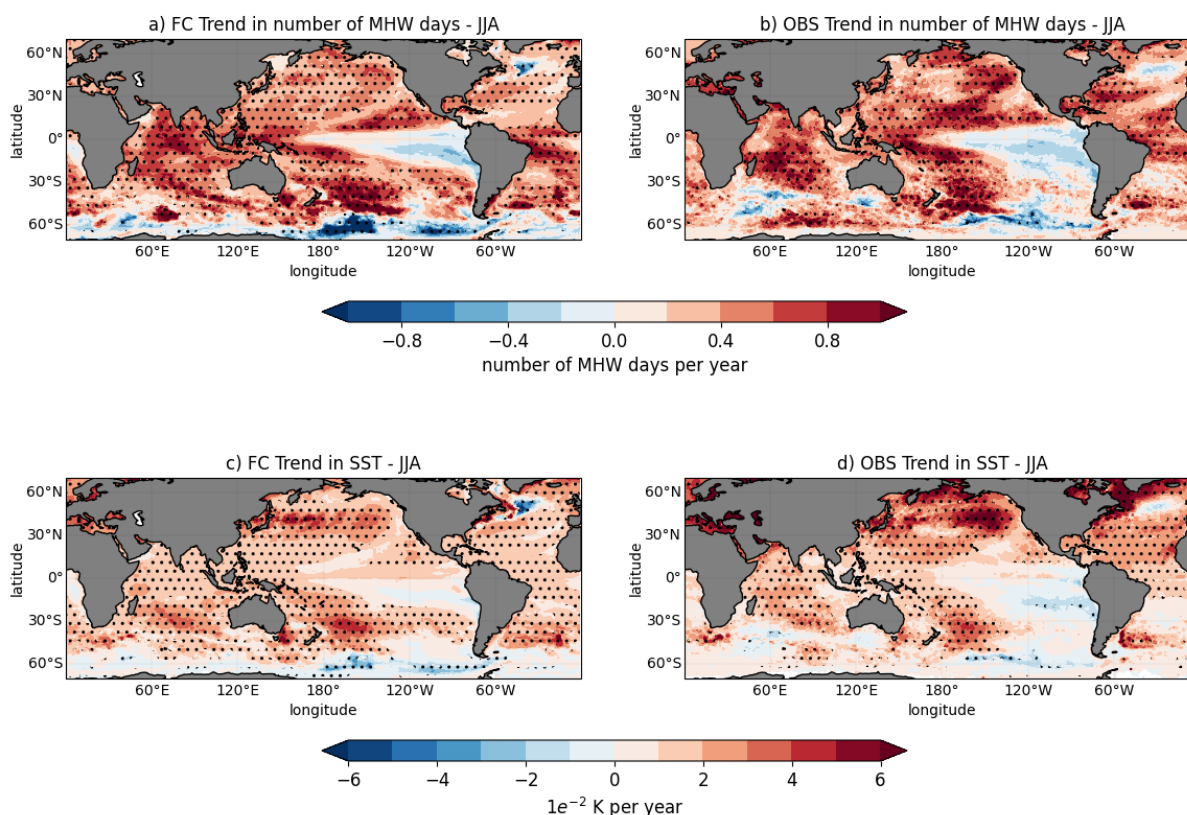 a) FC Trend in number of MHW days - JJA
b) OBS Trend in number of MHW days - JJA
60°N
30°N
0°
30°S
60°S
latitude
60°E 120°E 180° 120°W 60°W
longitude
60°N
30°N
0°
30°S
60°S
latitude
60°E 120°E 180° 120°W 60°W
longitude
−0.8 −0.4 0.0 0.4 0.8
number of MHW days per year
c) FC Trend in SST - JJA
d) OBS Trend in SST - JJA
60°N
30°N
0°
30°S
60°S
latitude
60°E 120°E 180° 120°W 60°W
longitude
60°N
30°N
0°
30°S
60°S
latitude
60°E 120°E 180° 120°W 60°W
longitude
−6 −4 −2 0 2 4 6
1e⁻² K per year